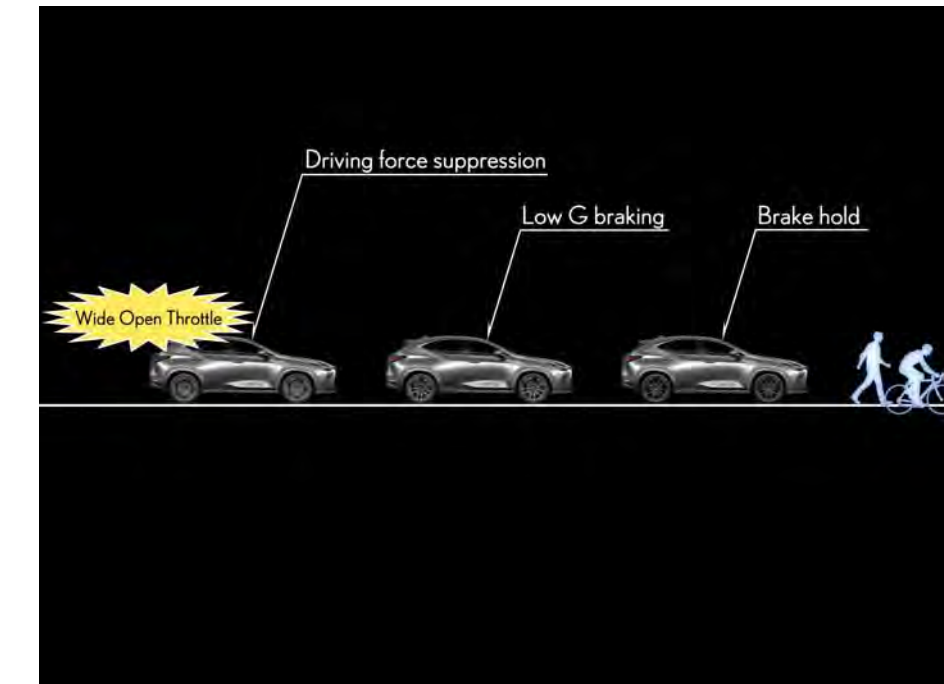 Driving force suppression
Low G braking
Brake hold
Wide Open Throttle